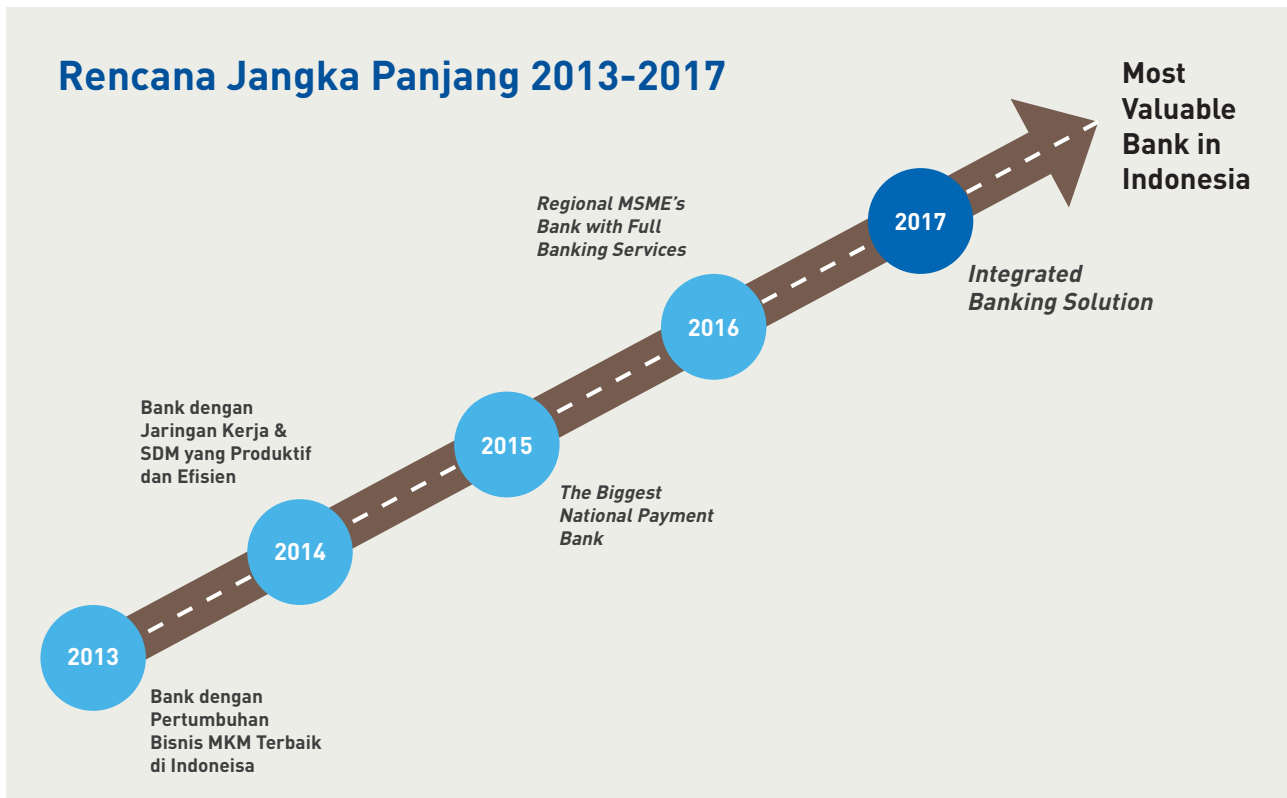 Rencana Jangka Panjang 2013-2017
Most
Valuable
Bank in
Indonesia
Regional MSME's
Bank with Full
Banking Services
2017
Integrated
Banking Solution
2016
Bank dengan
Jaringan Kerja &
SDM yang Produktif
dan Efisien
2015
The Biggest
National Payment
Bank
2014
2013
Bank dengan
Pertumbuhan
Bisnis MKM Terbaik
di Indoneisa